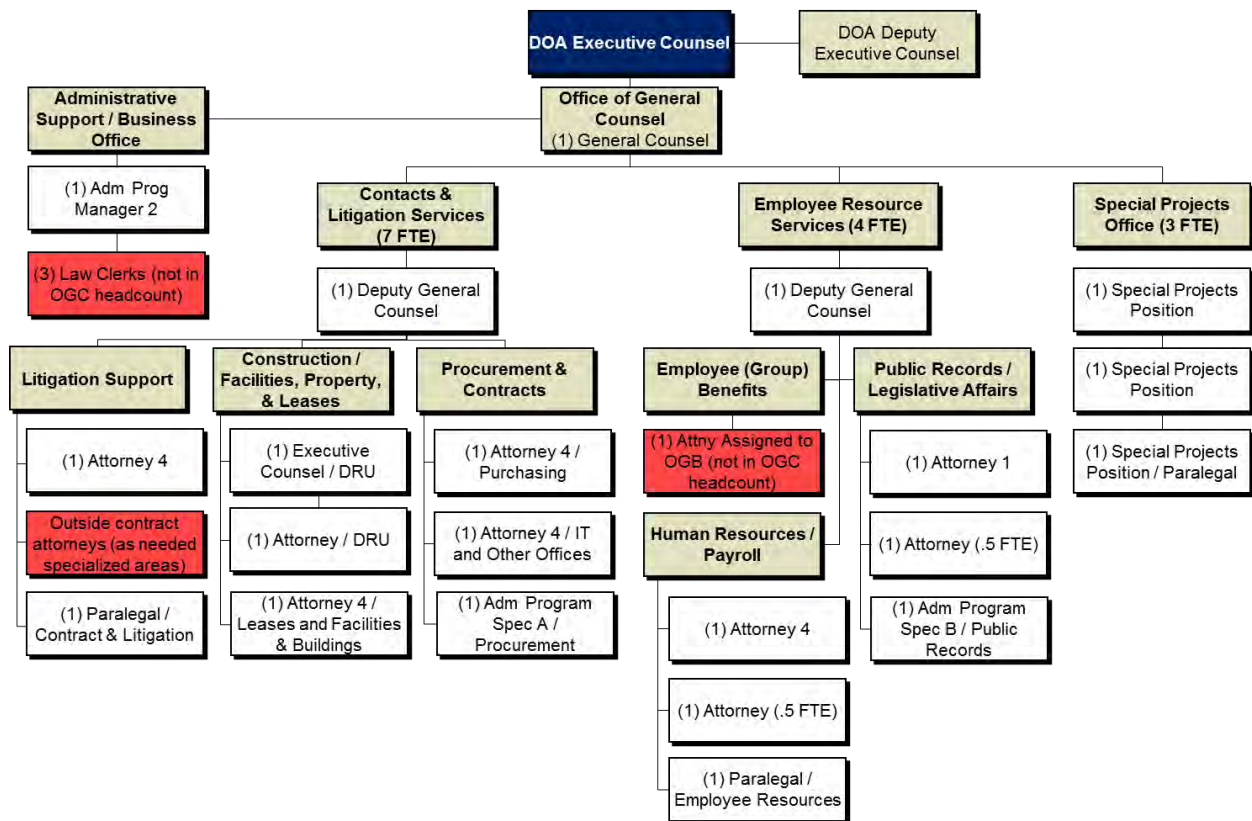 DOA Executive Counsel
DOA Deputy
Executive Counsel
Administrative
Support / Business
Office
Office of General
Counsel
(1) General Counsel
(1) Adm Prog
Manager 2
(3) Law Clerks (not in
OGC headcount)
Contacts &
Litigation Services
(7 FTE)
(1) Deputy General
Counsel
Employee Resource
Services (4 FTE)
(1) Deputy General
Counsel
Special Projects
Office (3 FTE)
(1) Special Projects
Position
(1) Special Projects
Position
(1) Special Projects
Position / Paralegal
Litigation Support
(1) Attorney 4
Outside contract
attorneys (as needed
specialized areas)
(1) Paralegal /
Contract & Litigation
Construction /
Facilities, Property,
& Leases
(1) Executive
Counsel / DRU
(1) Attorney / DRU
(1) Attorney 4 /
Leases and Facilities
& Buildings
Procurement &
Contracts
(1) Attorney 4 /
Purchasing
(1) Attorney 4 / IT
and Other Offices
(1) Adm Program
Spec A /
Procurement
Employee (Group)
Benefits
(1) Attny Assigned to
OGB (not in OGC
headcount)
Human Resources /
Payroll
(1) Attorney 4
(1) Attorney (.5 FTE)
(1) Paralegal /
Employee Resources
Public Records /
Legislative Affairs
(1) Attorney 1
(1) Attorney (.5 FTE)
(1) Adm Program
Spec B / Public
Records